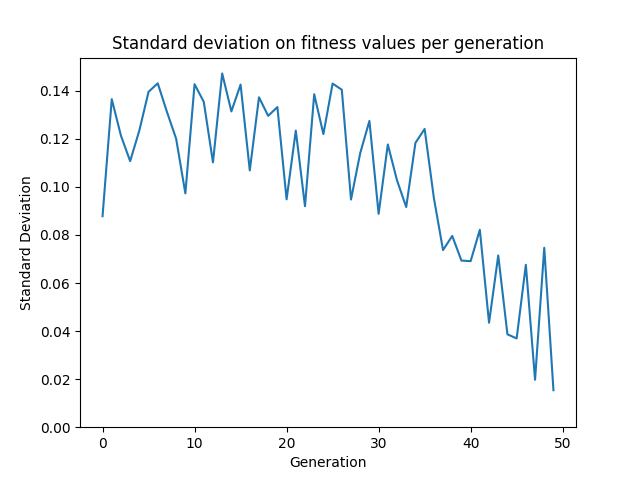 Standard deviation on fitness values per generation
0.14
0.12
0.10
0.08
0.06
0.04
0.02
0.00
Standard Deviation
0 10 20 30 40 50
Generation